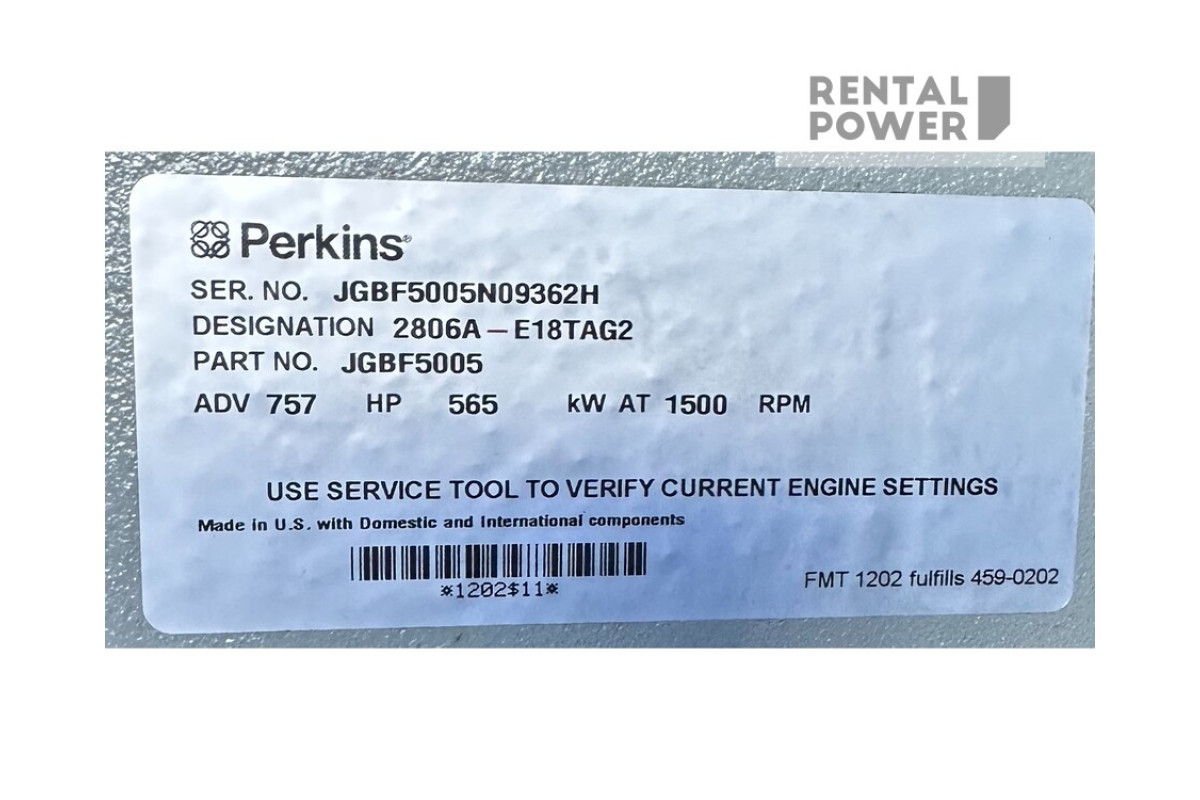 RENTAL
POWER
Perkins®
SER. NO. JGBF5005N09362H
DESIGNATION 2806A-E18TAG2
PART NO. JGBF5005
ADV 757 HP 565 kW AT 1500 RPM
USE SERVICE TOOL TO VERIFY CURRENT ENGINE SETTINGS
Made in U.S. with Domestic and International components
*1202$11*
FMT 1202 fulfills 459-0202